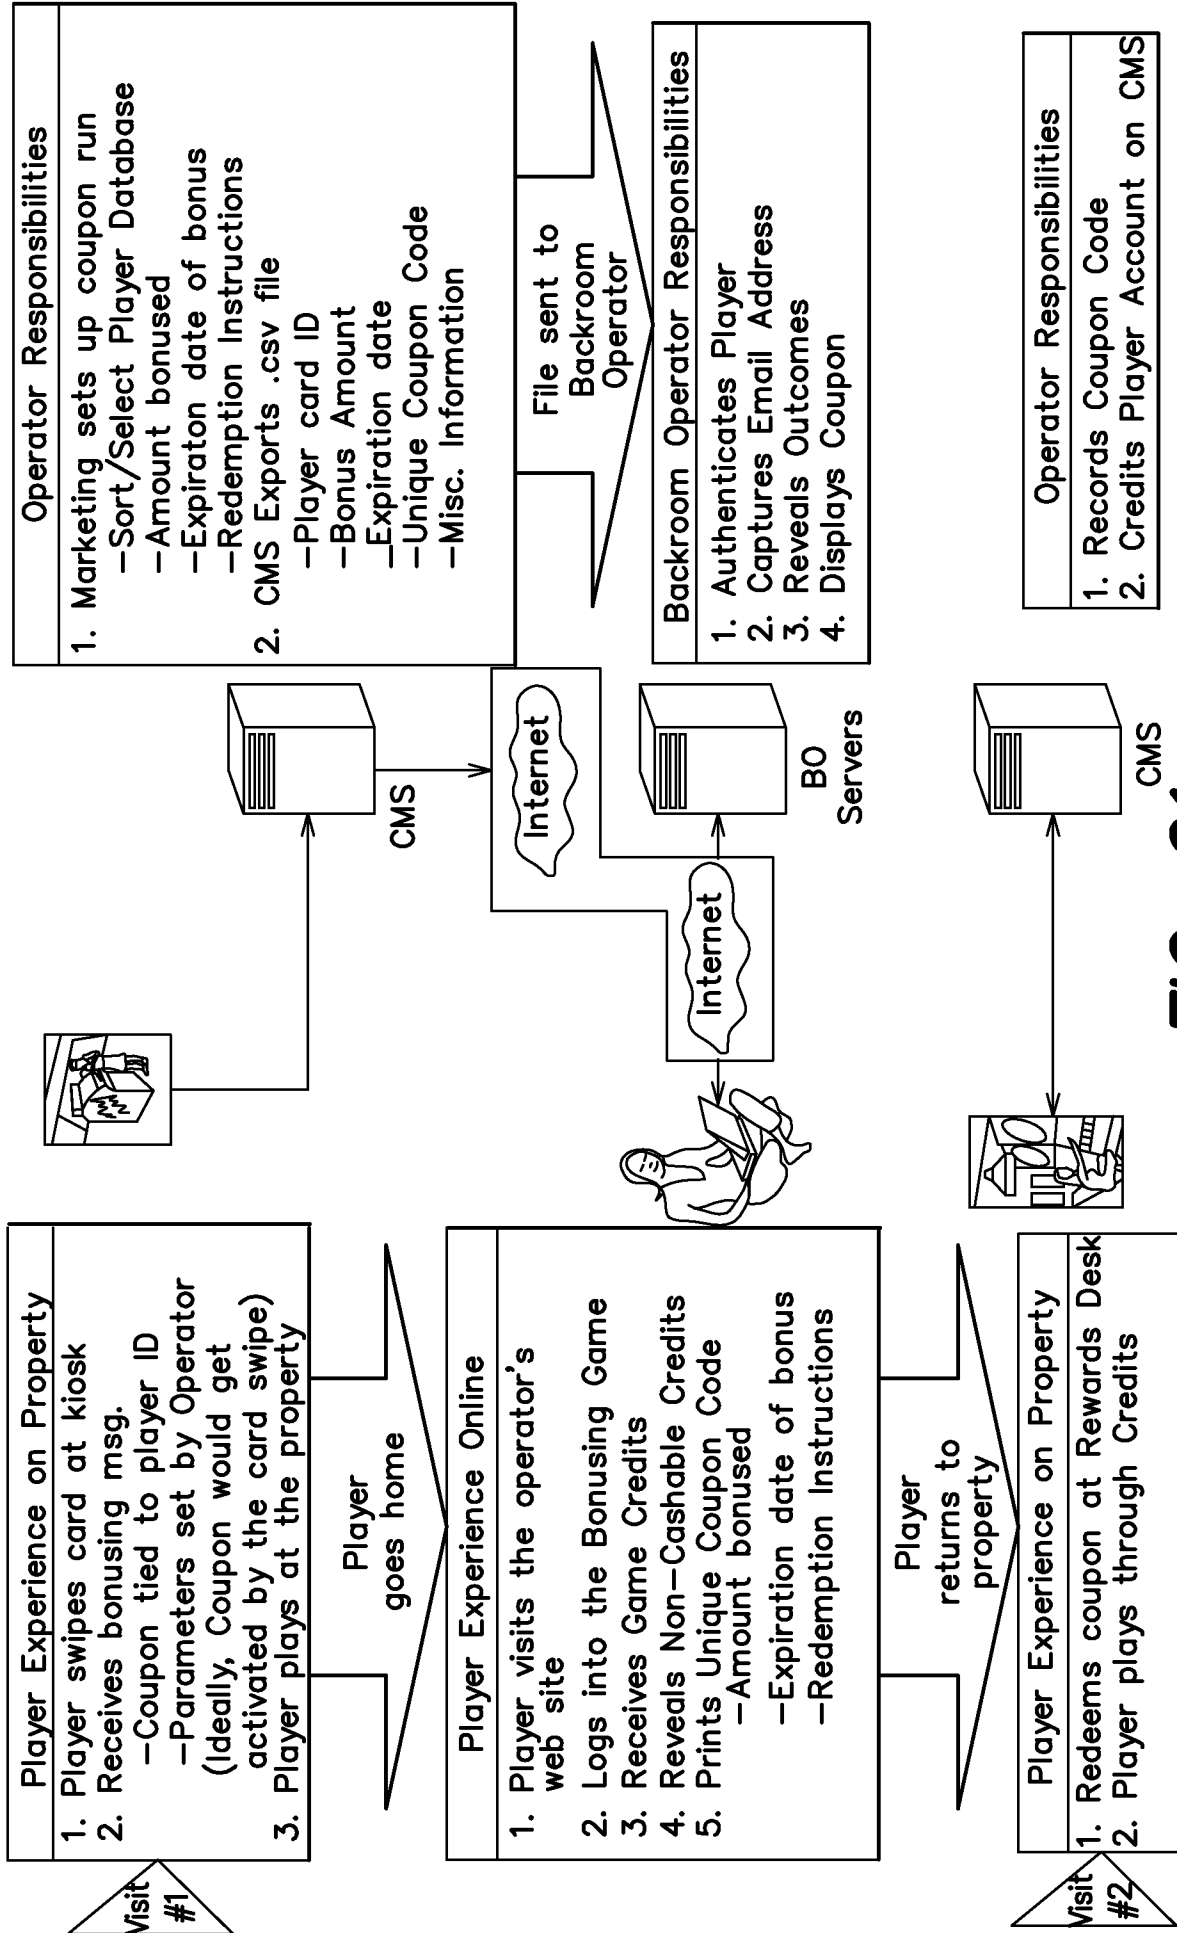 Visit
#1
Player Experience on Property
1. Player swipes card at kiosk
2. Receives bonusing msg.
-Coupon tied to player ID
-Parameters set by Operator
(Ideally, Coupon would get
activated by the card swipe)
3. Player plays at the property
Player
goes home
Player Experience Online
1. Player visits the operator's
web site
2. Logs into the Bonusing Game
3. Receives Game Credits
4. Reveals Non-Cashable Credits
5. Prints Unique Coupon Code
-Amount bonused
-Expiration date of bonus
-Redemption Instructions
Player
returns to
property
Visit
#2
Player Experience on Property
1. Redeems coupon at Rewards Desk
2. Player plays through Credits
CMS
Internet
Internet
BO
Servers
CMS
Operator Responsibilities
1. Marketing sets up coupon run
-Sort/Select Player Database
-Amount bonused
-Expiraton date of bonus
-Redemption Instructions
2. CMS Exports .csv file
-Player card ID
-Bonus Amount
-Expiration date
-Unique Coupon Code
-Misc. Information
File sent to
Backroom
Operator
Backroom Operator Responsibilities
1. Authenticates Player
2. Captures Email Address
3. Reveals Outcomes
4. Displays Coupon
Operator Responsibilities
1. Records Coupon Code
2. Credits Player Account on CMS